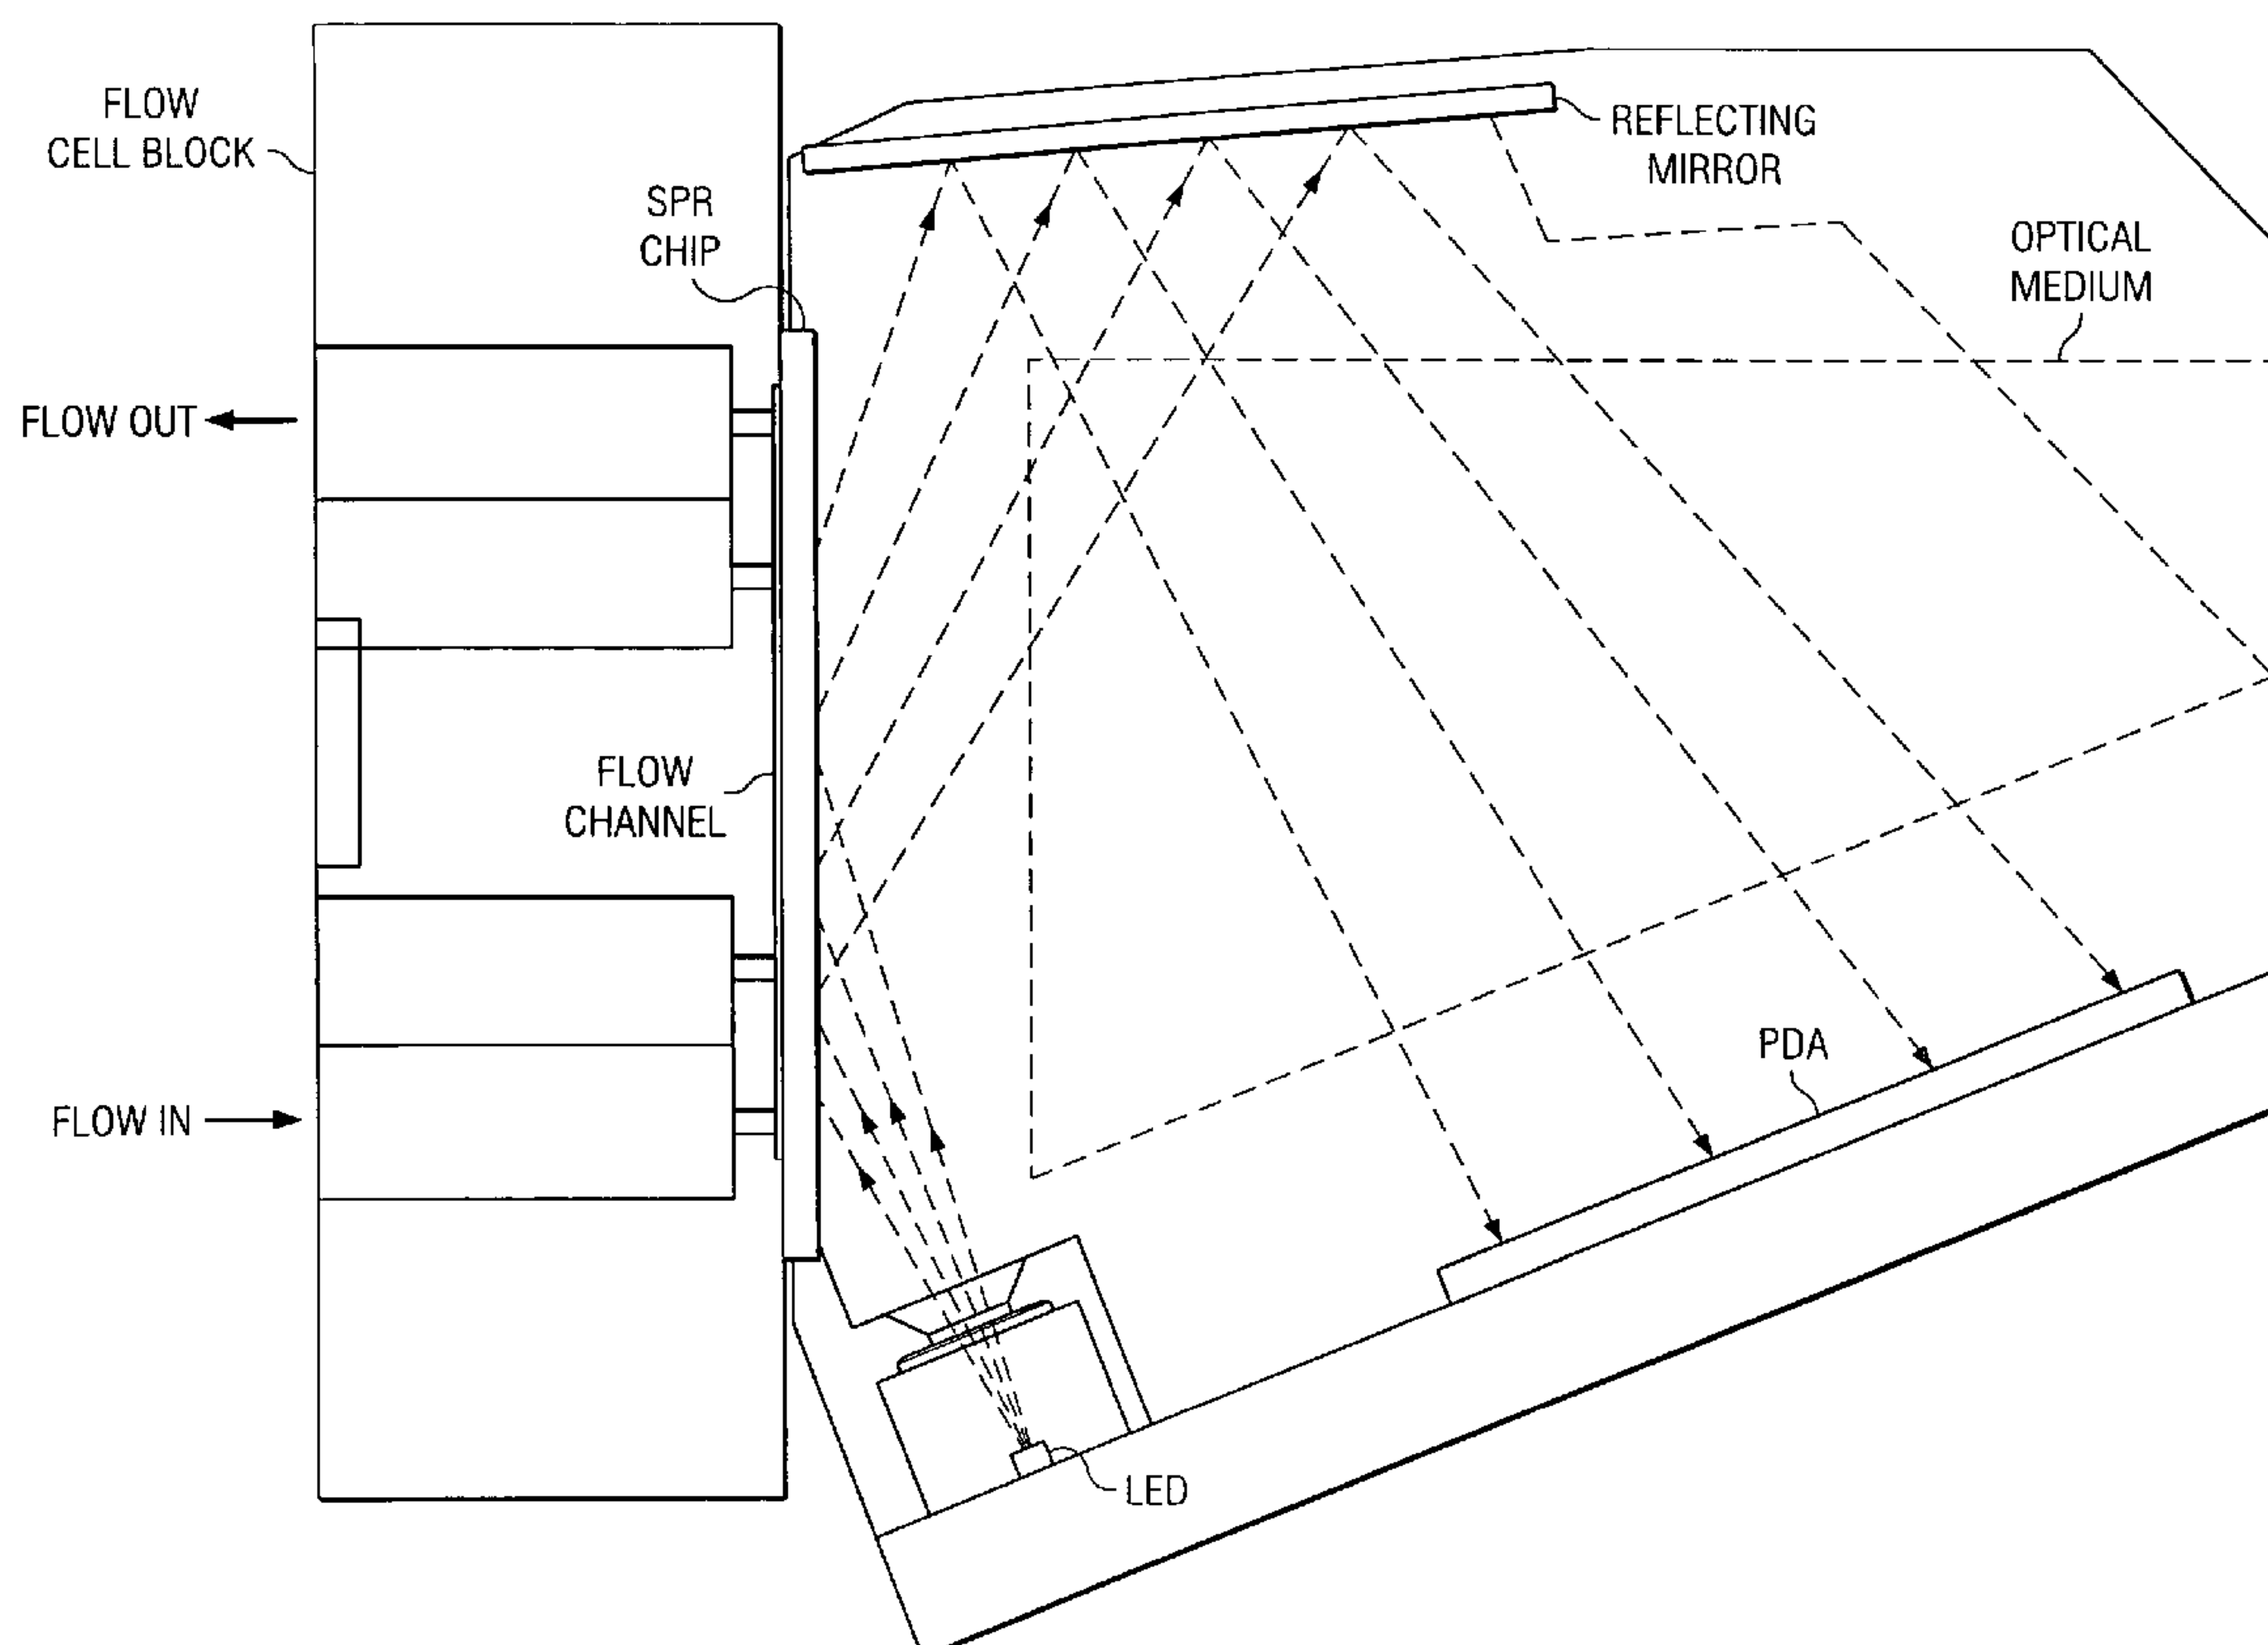 FLOW
CELL BLOCK
REFLECTING
MIRROR
SPR
CHIP
OPTICAL
MEDIUM
FLOW OUT
FLOW
CHANNEL
PDA
FLOW IN
LED